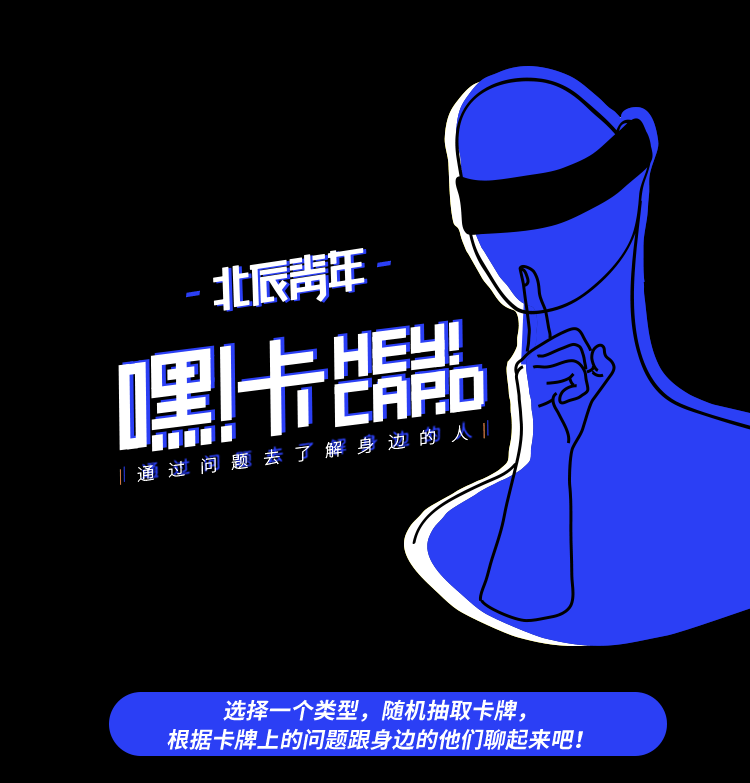 - 北辰青年 -
嘿!卡 HEY! CARD
| 通过问题去了解身边的人 |
选择一个类型，随机抽取卡牌，
根据卡牌上的问题跟身边的他们聊起来吧！